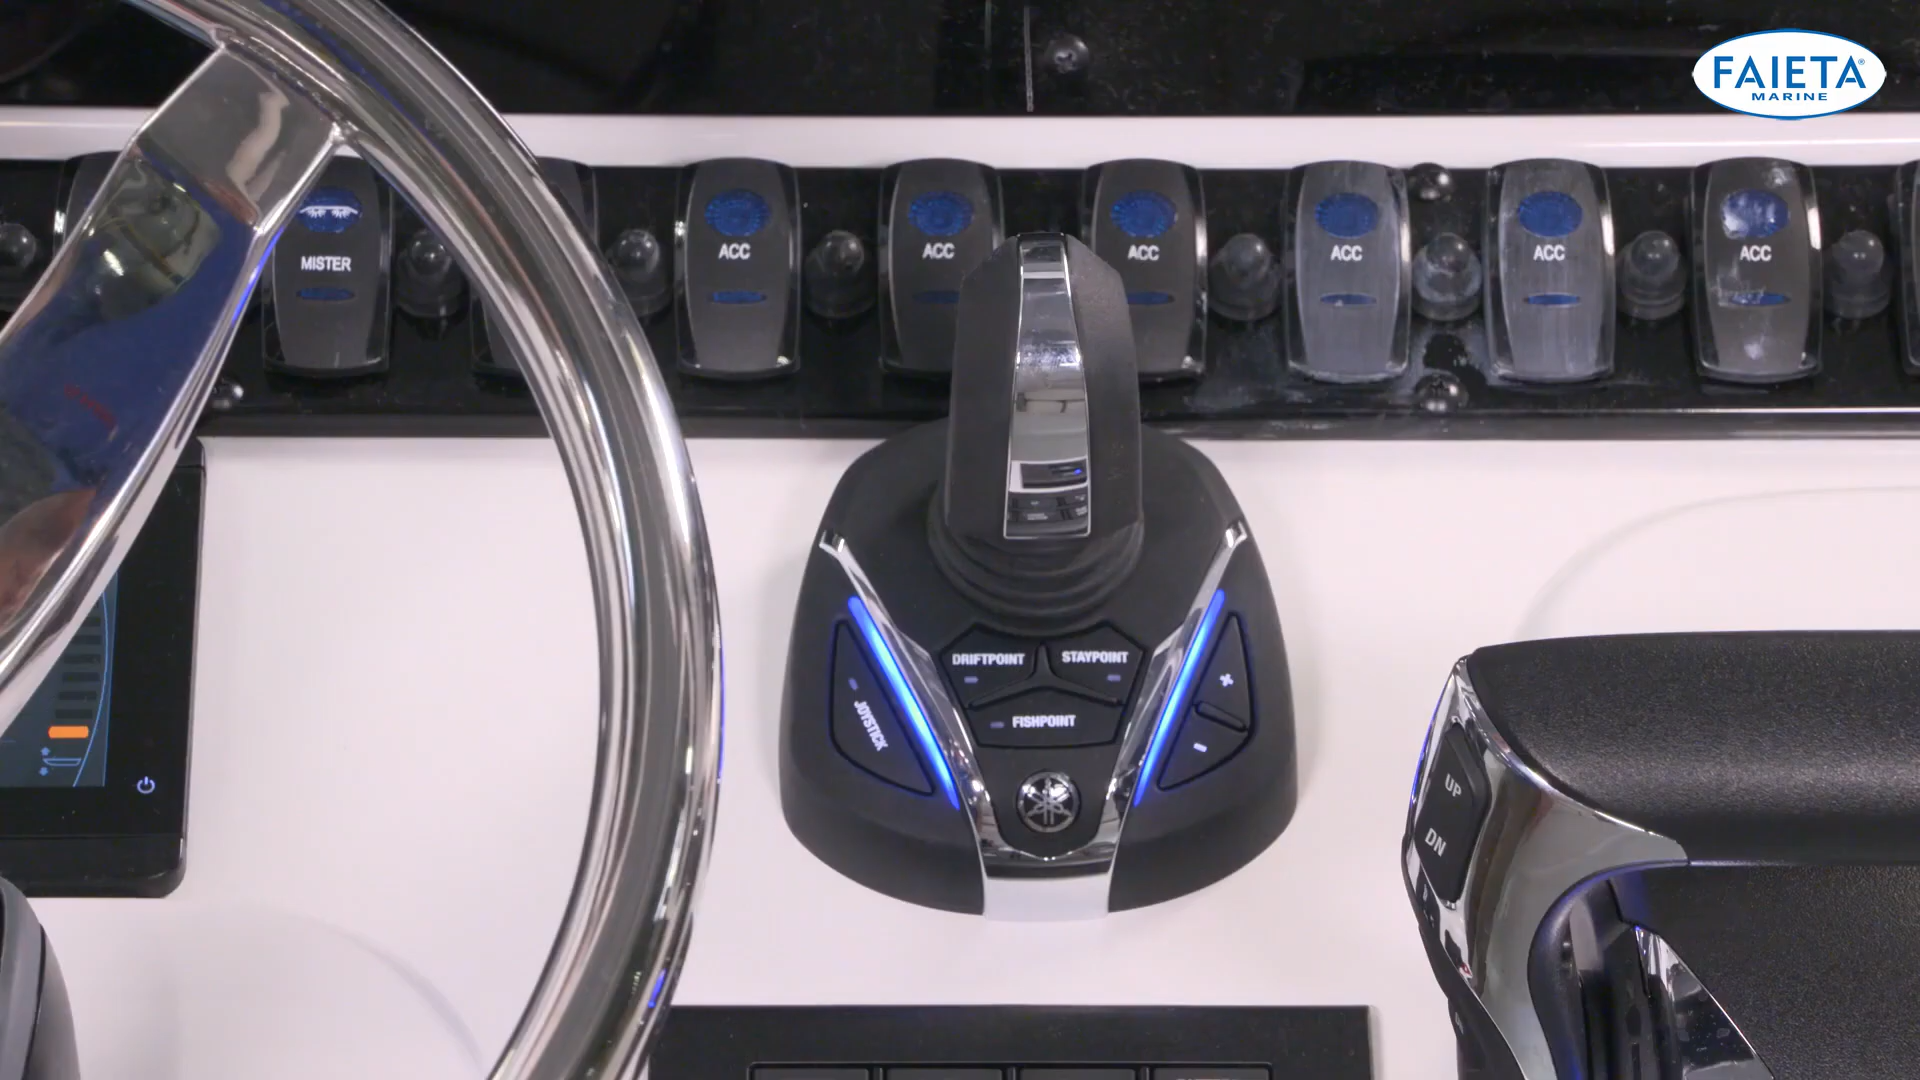 FAIETA®
MARINE
MISTER
ACC
ACC
ACC
ACC
ACC
ACC
DRIFTPOINT
STAYPOINT
FISHPOINT
JOYSTICK
+
-
UP
DN